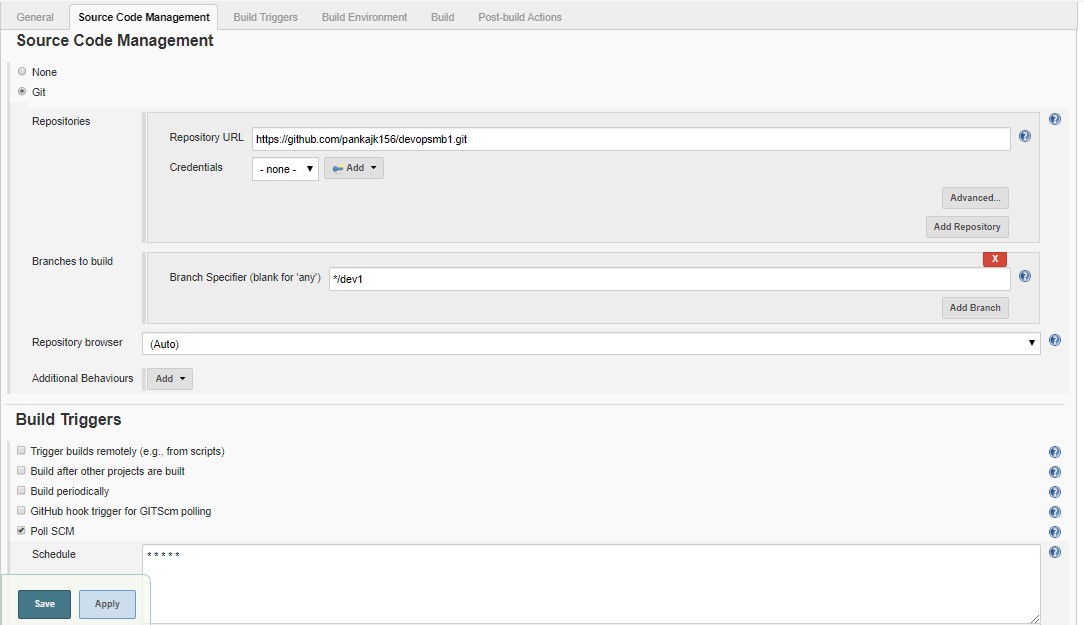 General Source Code Management Build Triggers Build Environment Build Post-build Actions
Source Code Management
None
Git
Repositories
Repository URL https://github.com/pankajk156/devopsmb1.git
Credentials - none - Add
Advanced...
Add Repository
Branches to build
X
Branch Specifier (blank for 'any') */dev1
Add Branch
Repository browser (Auto)
Additional Behaviours Add
Build Triggers
Trigger builds remotely (e.g., from scripts)
Build after other projects are built
Build periodically
GitHub hook trigger for GITScm polling
Poll SCM
Schedule * * * * *
Save Apply